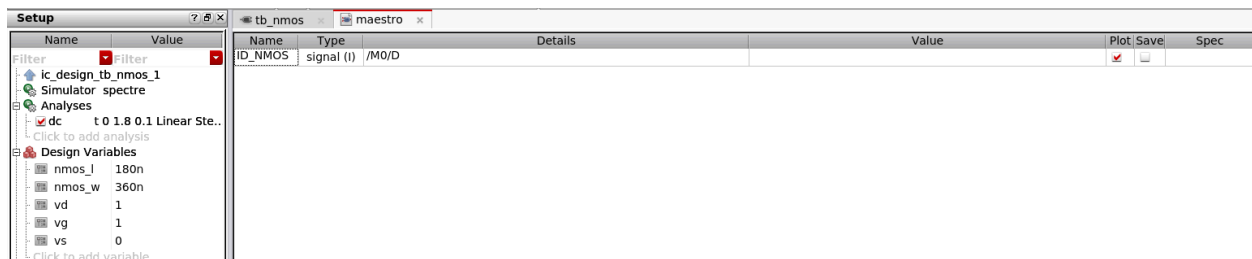 Setup
Name Value
Filter Filter
ic_design_tb_nmos_1
Simulator spectre
Analyses
dc t 0 1.8 0.1 Linear Ste..
Click to add analysis
Design Variables
nmos_l 180n
nmos_w 360n
vd 1
vg 1
vs 0
Click to add variable
tb_nmos maestro
Name Type Details Value Plot Save Spec
ID_NMOS signal (I) /M0/D